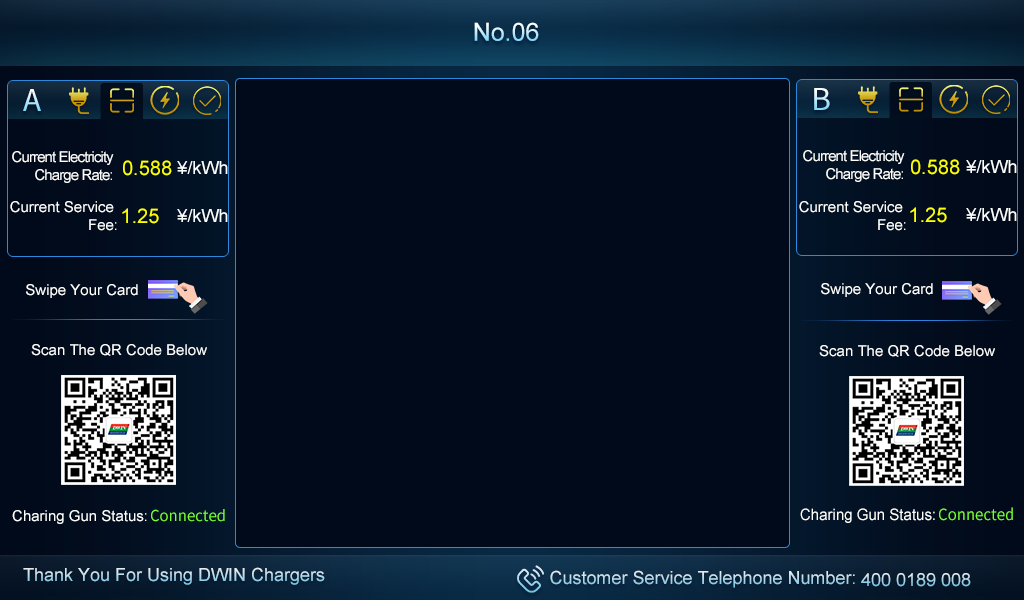 No.06
A
Current Electricity
Charge Rate: 0.588 ¥/kWh
Current Service
Fee: 1.25 ¥/kWh
Swipe Your Card
Scan The QR Code Below
DWIN
Charing Gun Status: Connected
B
Current Electricity
Charge Rate: 0.588 ¥/kWh
Current Service
Fee: 1.25 ¥/kWh
Swipe Your Card
Scan The QR Code Below
DWIN
Charing Gun Status: Connected
Thank You For Using DWIN Chargers
Customer Service Telephone Number: 400 0189 008